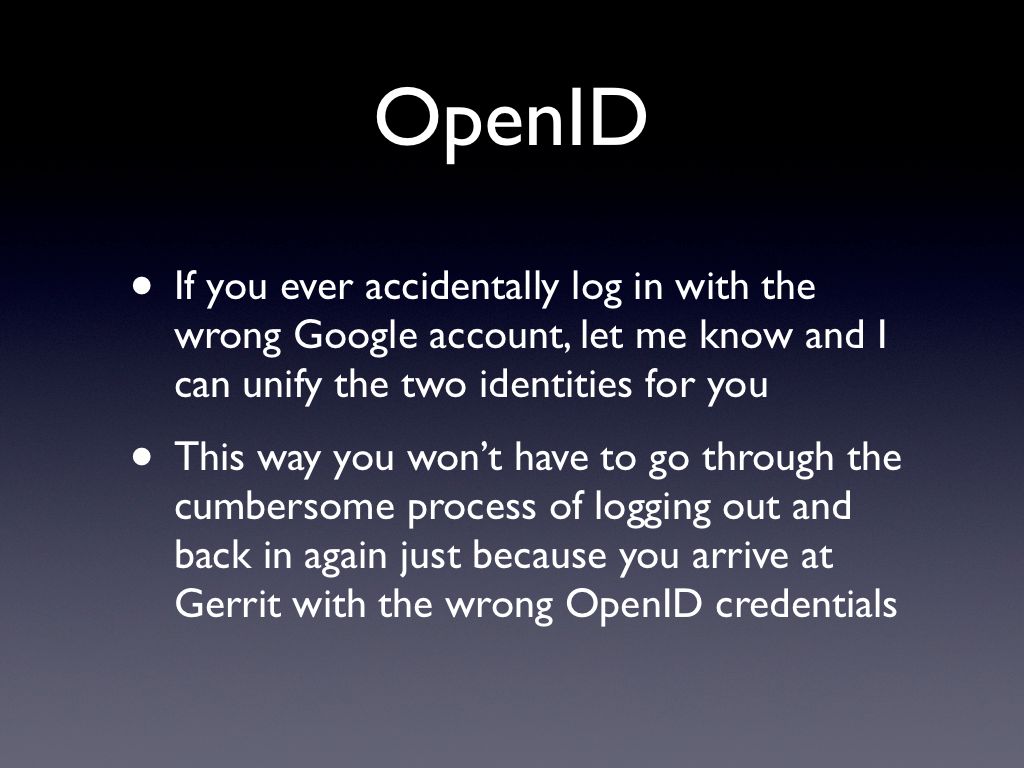 OpenID
• If you ever accidentally log in with the
wrong Google account, let me know and I
can unify the two identities for you
• This way you won’t have to go through the
cumbersome process of logging out and
back in again just because you arrive at
Gerrit with the wrong OpenID credentials